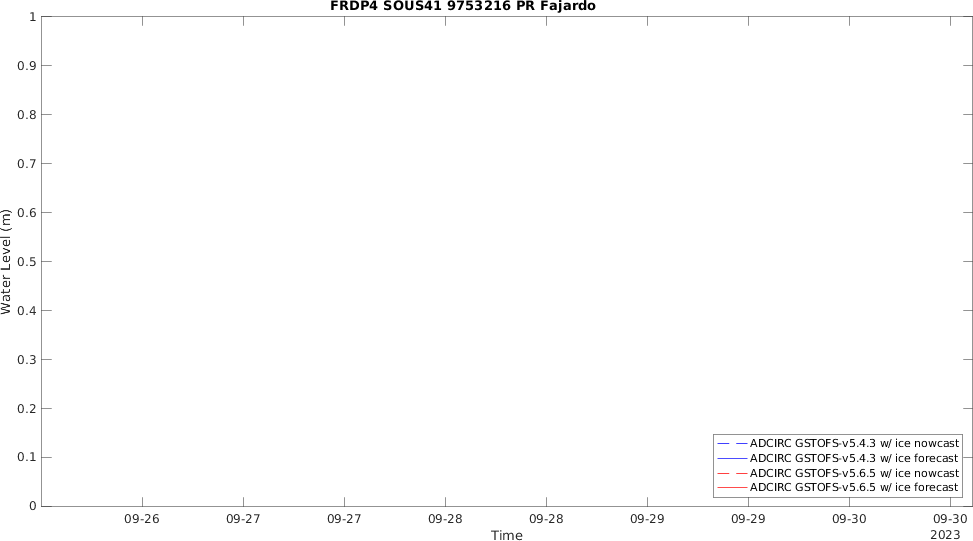 FRDP4 SOUS41 9753216 PR Fajardo
1
0.9
0.8
0.7
0.6
0.5
0.4
0.3
0.2
0.1
0
Water Level (m)
ADCIRC GSTOFS-v5.4.3 w/ ice nowcast
ADCIRC GSTOFS-v5.4.3 w/ ice forecast
ADCIRC GSTOFS-v5.6.5 w/ ice nowcast
ADCIRC GSTOFS-v5.6.5 w/ ice forecast
09-26 09-27 09-27 09-28 09-28 09-29 09-29 09-30 09-30
2023
Time